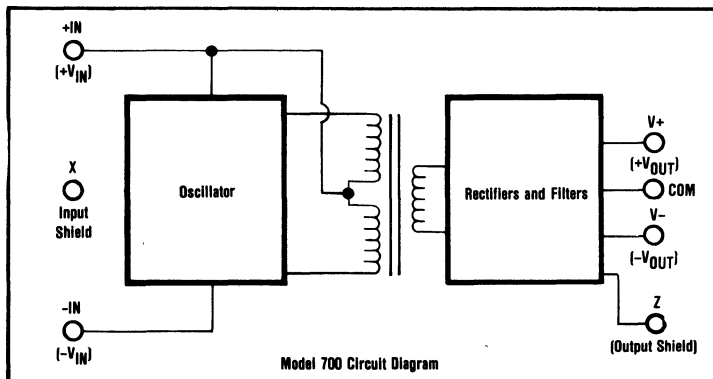 +IN
(+VIN)
X
Input
Shield
-IN
(-VIN)
Oscillator
Rectifiers and Filters
V+
(+VOUT)
COM
V-
(-VOUT)
Z
(Output Shield)
Model 700 Circuit Diagram